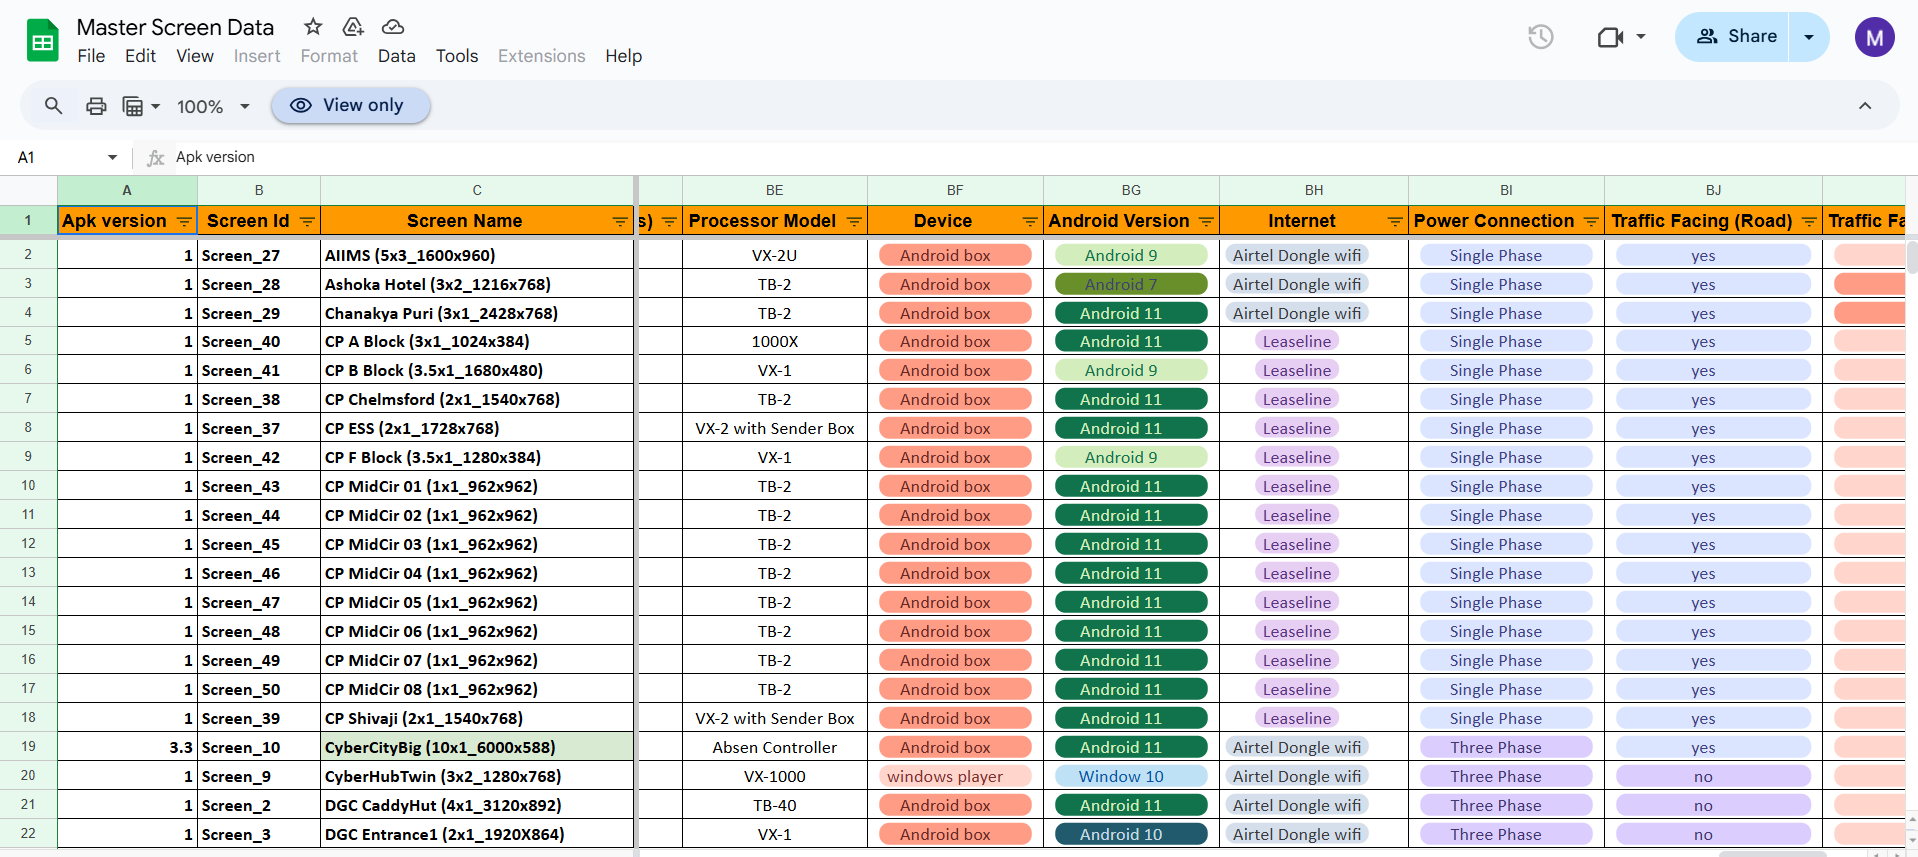 Master Screen Data
File Edit View Insert Format Data Tools Extensions Help
Share
M
100% View only
A1 fx Apk version
A B C BE BF BG BH BI BJ
1 Apk version Screen Id Screen Name s) Processor Model Device Android Version Internet Power Connection Traffic Facing (Road) Traffic Fa
2 1 Screen_27 AIIMS (5x3_1600x960) VX-2U Android box Android 9 Airtel Dongle wifi Single Phase yes
3 1 Screen_28 Ashoka Hotel (3x2_1216x768) TB-2 Android box Android 7 Airtel Dongle wifi Single Phase yes
4 1 Screen_29 Chanakya Puri (3x1_2428x768) TB-2 Android box Android 11 Airtel Dongle wifi Single Phase yes
5 1 Screen_40 CP A Block (3x1_1024x384) 1000X Android box Android 11 Leaseline Single Phase yes
6 1 Screen_41 CP B Block (3.5x1_1680x480) VX-1 Android box Android 9 Leaseline Single Phase yes
7 1 Screen_38 CP Chelmsford (2x1_1540x768) TB-2 Android box Android 11 Leaseline Single Phase yes
8 1 Screen_37 CP ESS (2x1_1728x768) VX-2 with Sender Box Android box Android 11 Leaseline Single Phase yes
9 1 Screen_42 CP F Block (3.5x1_1280x384) VX-1 Android box Android 9 Leaseline Single Phase yes
10 1 Screen_43 CP MidCir 01 (1x1_962x962) TB-2 Android box Android 11 Leaseline Single Phase yes
11 1 Screen_44 CP MidCir 02 (1x1_962x962) TB-2 Android box Android 11 Leaseline Single Phase yes
12 1 Screen_45 CP MidCir 03 (1x1_962x962) TB-2 Android box Android 11 Leaseline Single Phase yes
13 1 Screen_46 CP MidCir 04 (1x1_962x962) TB-2 Android box Android 11 Leaseline Single Phase yes
14 1 Screen_47 CP MidCir 05 (1x1_962x962) TB-2 Android box Android 11 Leaseline Single Phase yes
15 1 Screen_48 CP MidCir 06 (1x1_962x962) TB-2 Android box Android 11 Leaseline Single Phase yes
16 1 Screen_49 CP MidCir 07 (1x1_962x962) TB-2 Android box Android 11 Leaseline Single Phase yes
17 1 Screen_50 CP MidCir 08 (1x1_962x962) TB-2 Android box Android 11 Leaseline Single Phase yes
18 1 Screen_39 CP Shivaji (2x1_1540x768) VX-2 with Sender Box Android box Android 11 Leaseline Single Phase yes
19 3.3 Screen_10 CyberCityBig (10x1_6000x588) Absen Controller Android box Android 11 Airtel Dongle wifi Three Phase yes
20 1 Screen_9 CyberHubTwin (3x2_1280x768) VX-1000 windows player Window 10 Airtel Dongle wifi Three Phase no
21 1 Screen_2 DGC CaddyHut (4x1_3120x892) TB-40 Android box Android 11 Airtel Dongle wifi Three Phase no
22 1 Screen_3 DGC Entrance1 (2x1_1920X864) VX-1 Android box Android 10 Airtel Dongle wifi Three Phase no